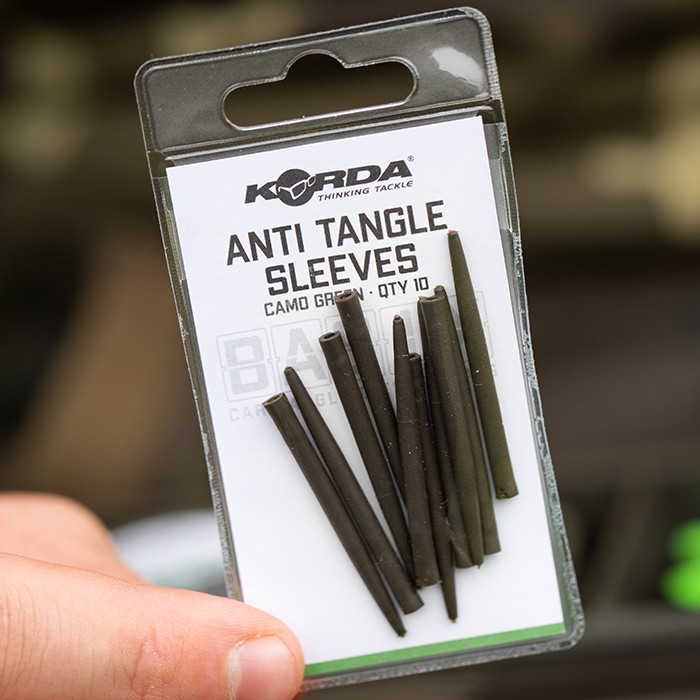 KORDA®
THINKING TACKLE
ANTI TANGLE
SLEEVES
CAMO GREEN · QTY 10